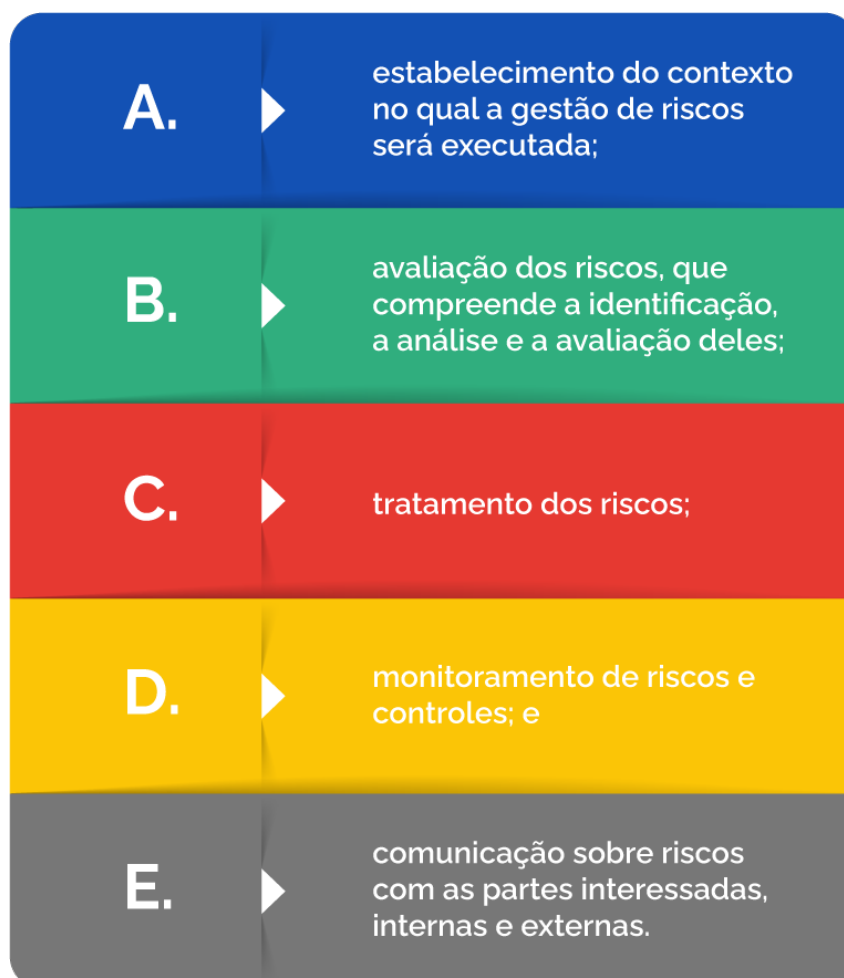 A.
estabelecimento do contexto
no qual a gestão de riscos
será executada;
B.
avaliação dos riscos, que
compreende a identificação,
a análise e a avaliação deles;
C.
tratamento dos riscos;
D.
monitoramento de riscos e
controles; e
E.
comunicação sobre riscos
com as partes interessadas,
internas e externas.